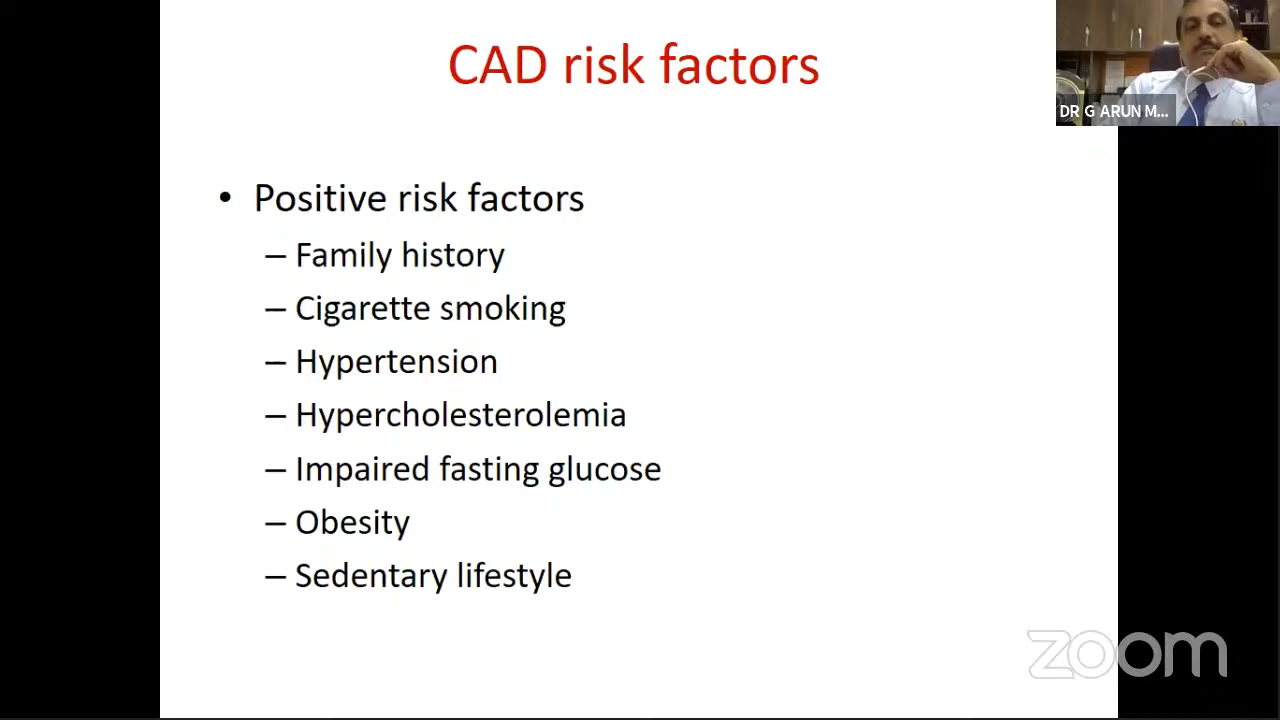 CAD risk factors
DR G ARUN M...
• Positive risk factors
– Family history
– Cigarette smoking
– Hypertension
– Hypercholesterolemia
– Impaired fasting glucose
– Obesity
– Sedentary lifestyle
zoom